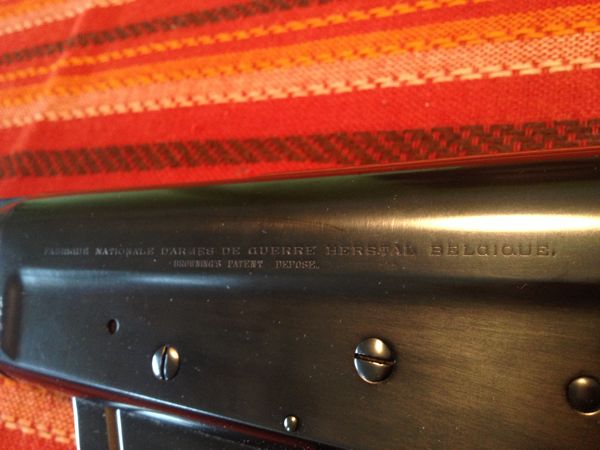 FABRIQUE NATIONALE D'ARMES DE GUERRE HERSTAL BELGIQUE.
BROWNING'S PATENT DEPOSE.